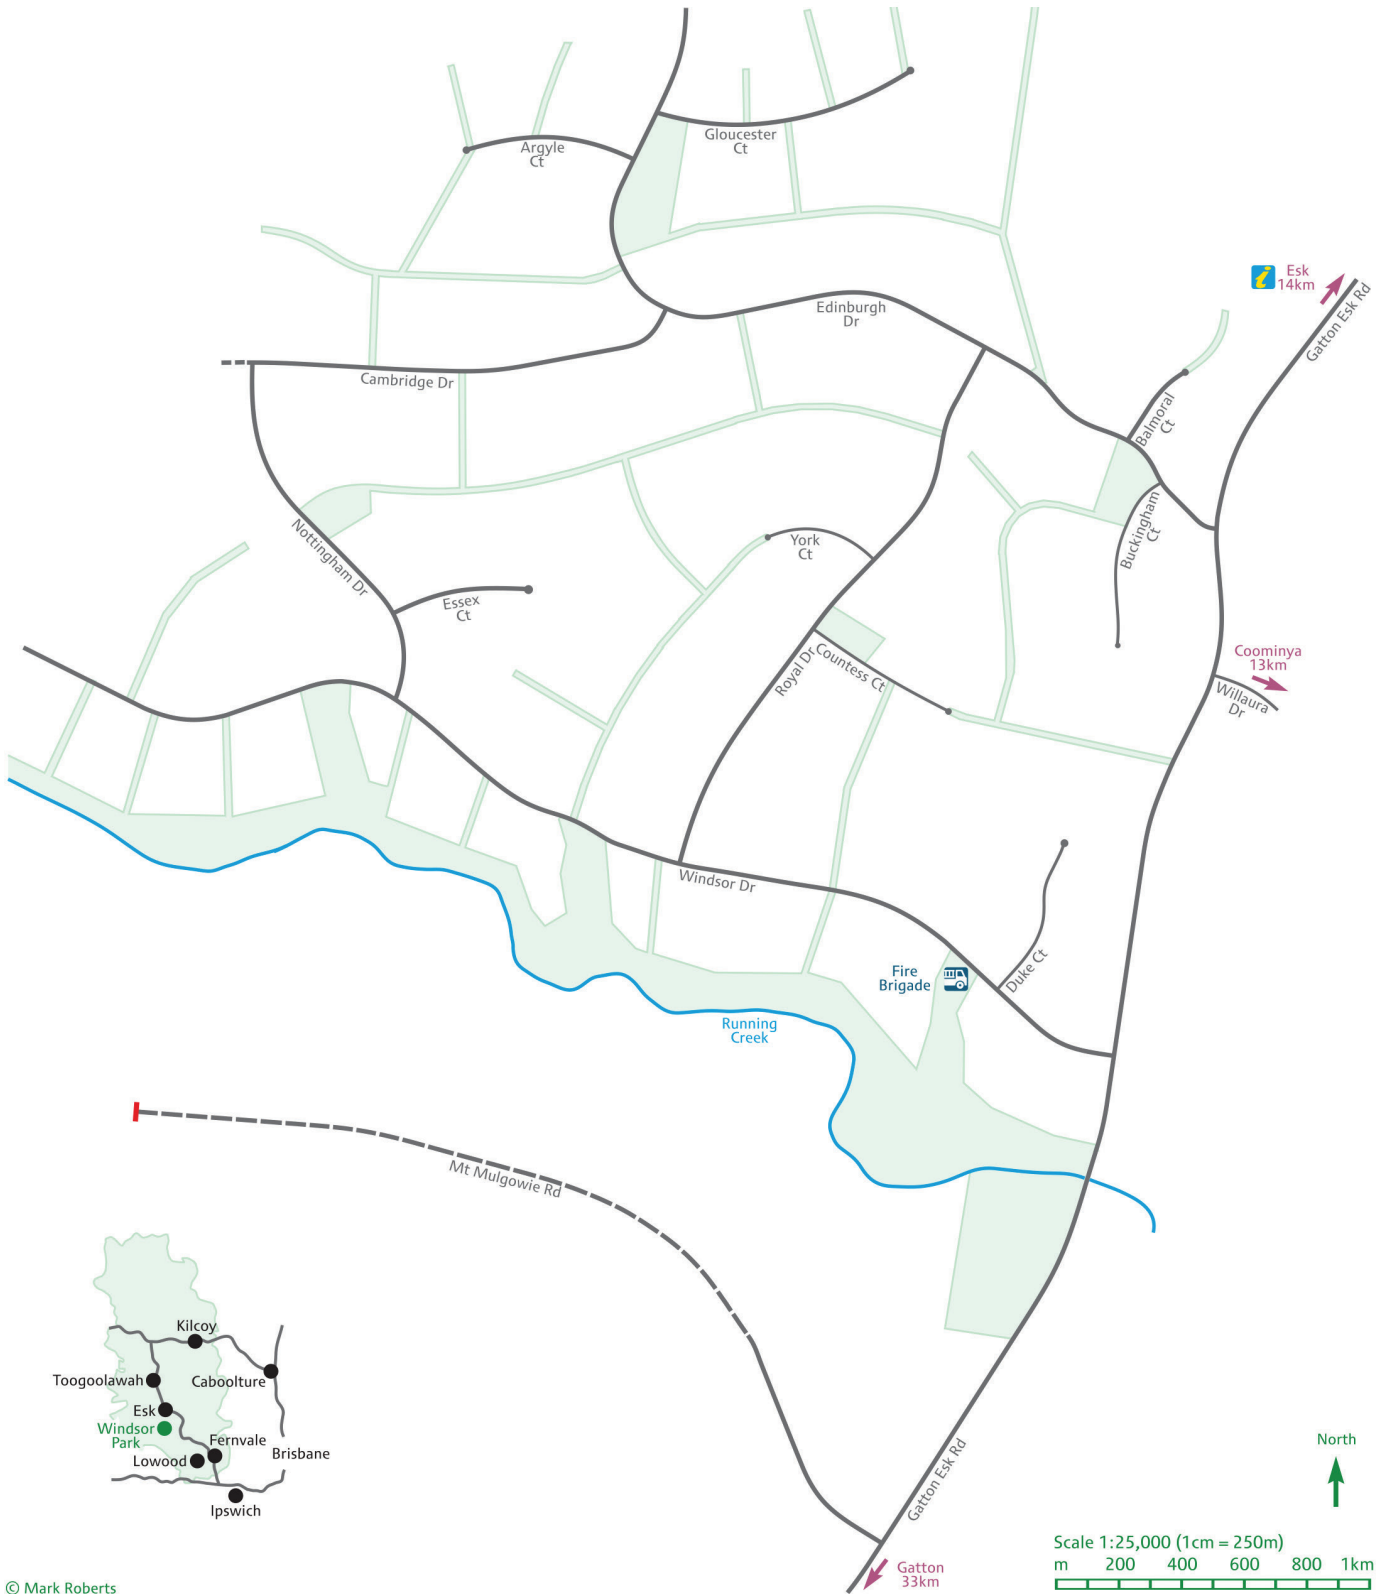 Gloucester
Ct
Argyle
Ct
Esk
14km
Gatton Esk Rd
Edinburgh
Dr
Cambridge Dr
Balmoral
Ct
Buckingham
Ct
Nottingham Dr
York
Ct
Essex
Ct
Royal Dr
Countess Ct
Coominya
13km
Willaura
Dr
Windsor Dr
Fire
Brigade
Duke Ct
Running
Creek
Mt Mulgowie Rd
Kilcoy
Toogoolawah
Caboolture
Esk
Windsor
Park
Fernvale
Lowood
Brisbane
Ipswich
Gatton Esk Rd
North
Scale 1:25,000 (1cm = 250m)
m 200 400 600 800 1km
Gatton
33km
© Mark Roberts